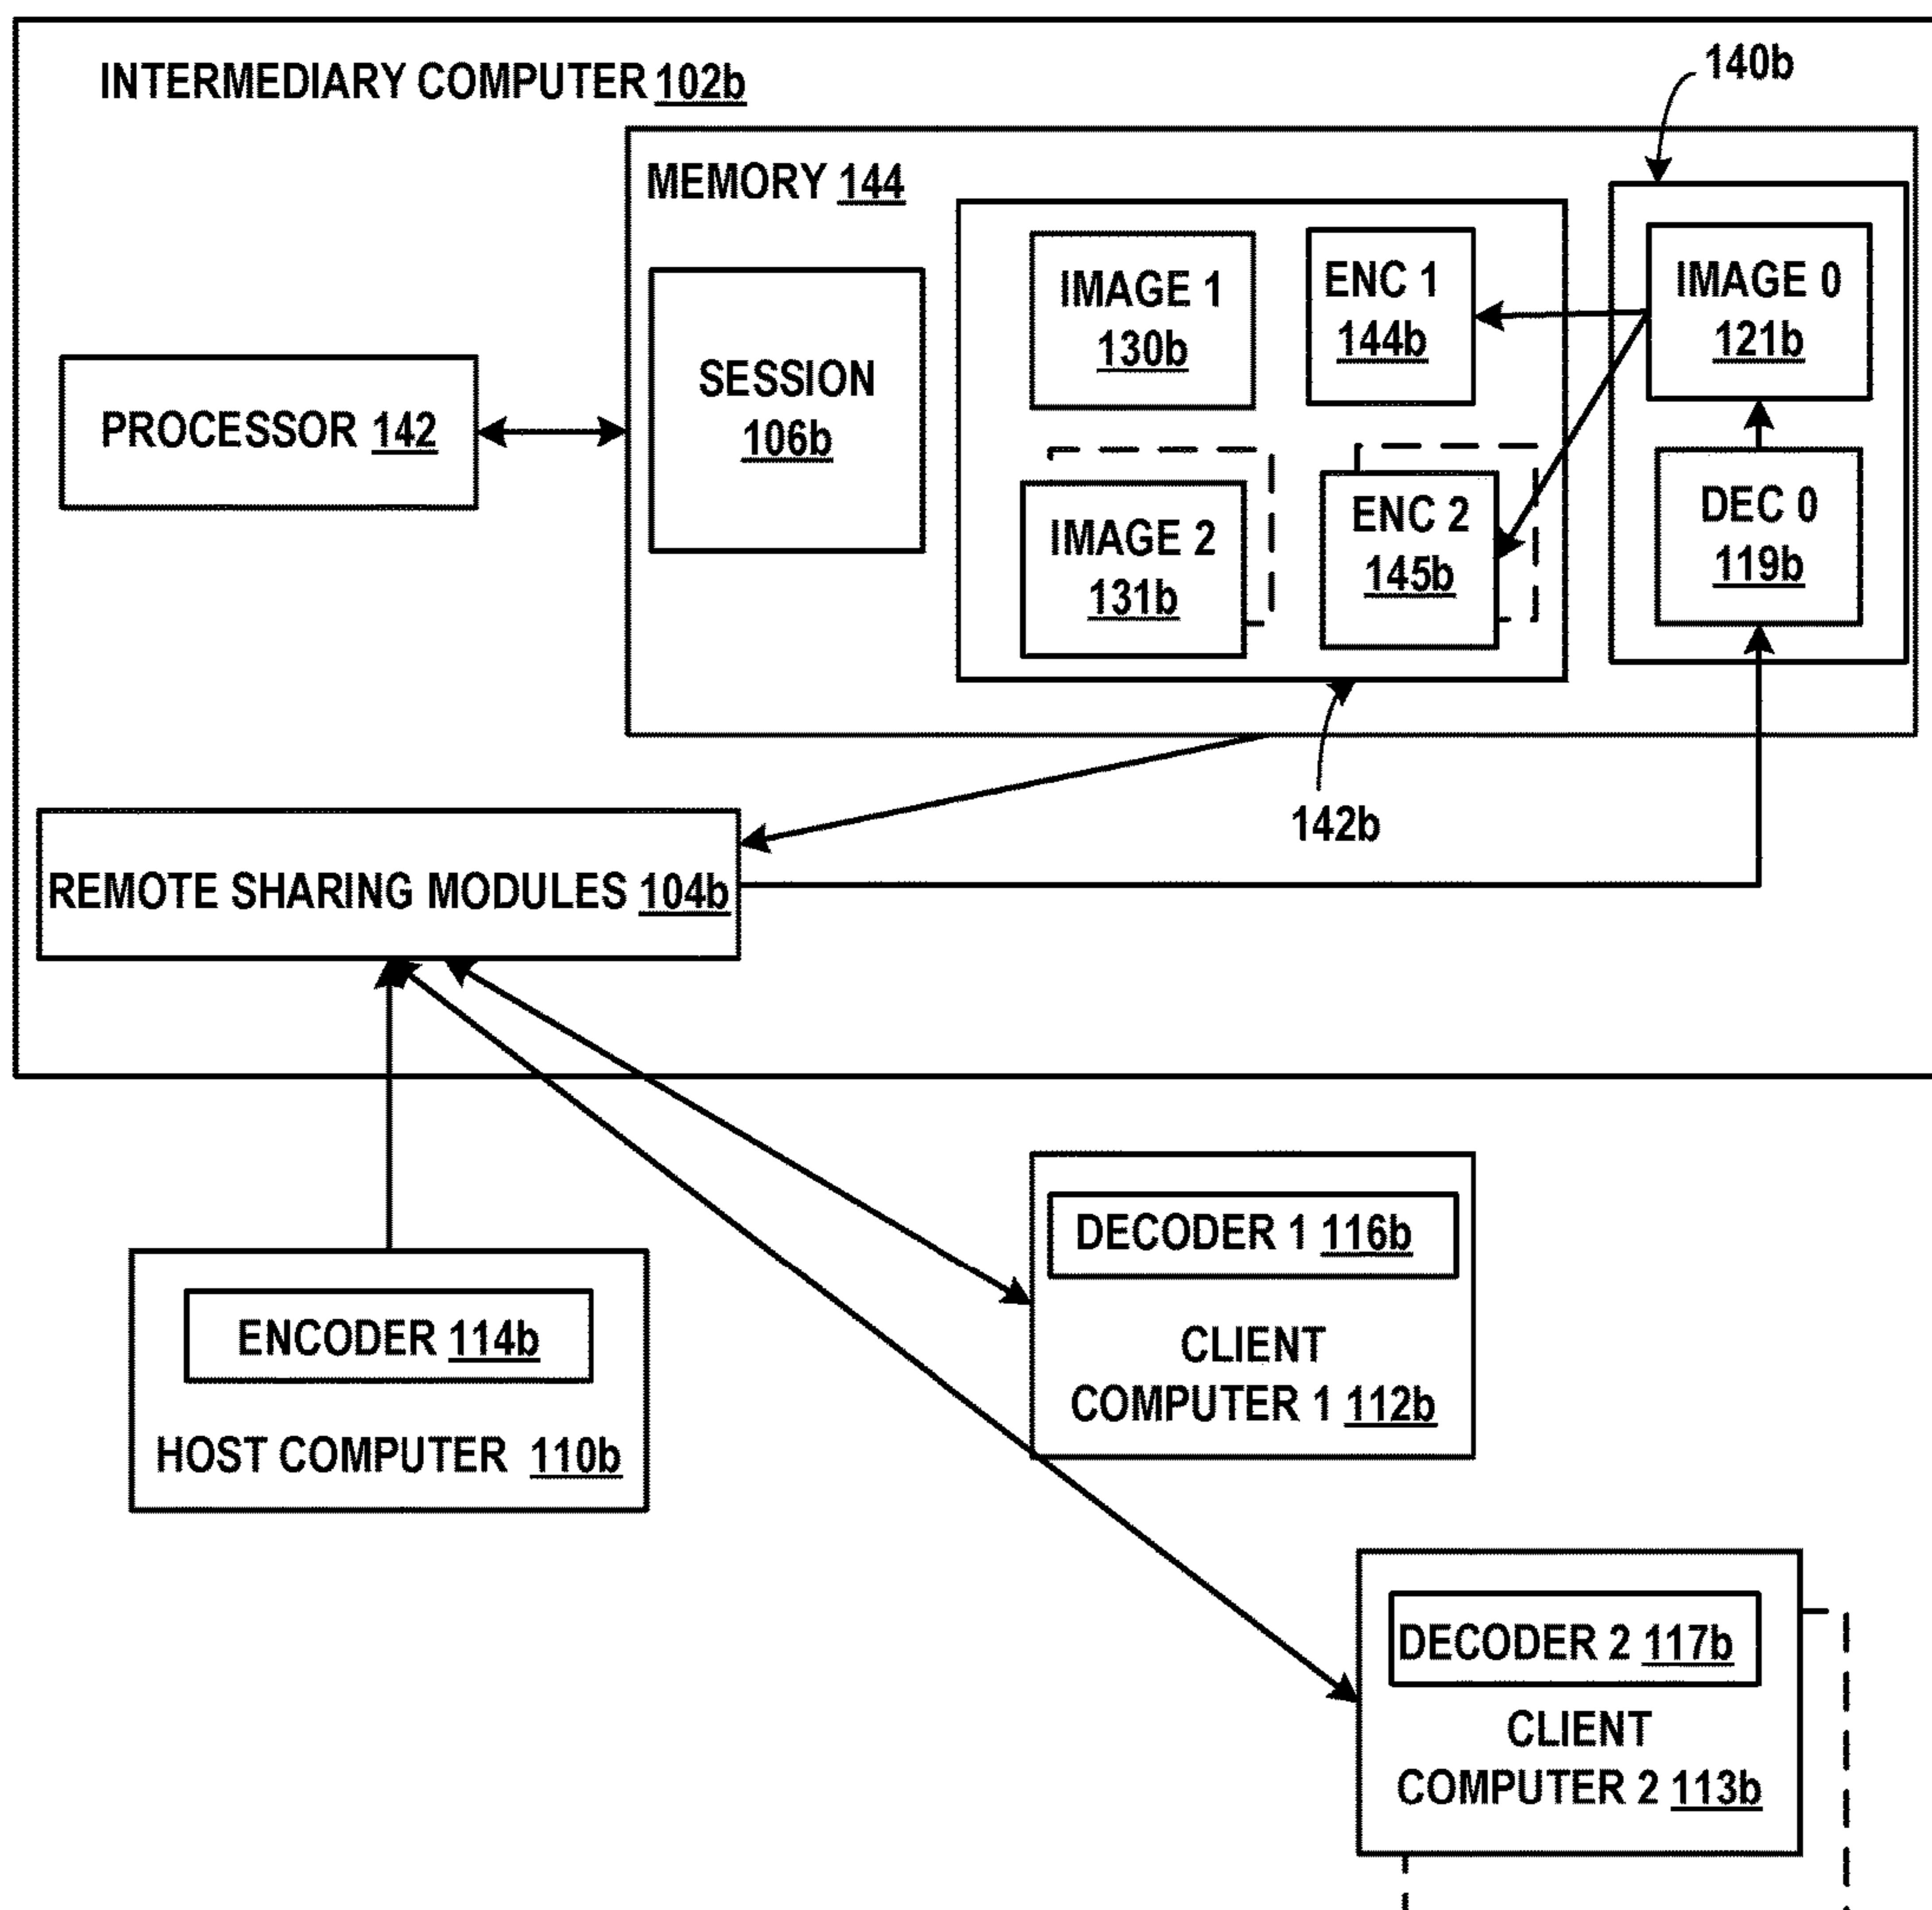 INTERMEDIARY COMPUTER 102b
140b
MEMORY 144
IMAGE 1
130b
ENC 1
144b
IMAGE 0
121b
SESSION
106b
PROCESSOR 142
IMAGE 2
131b
ENC 2
145b
DEC 0
119b
142b
REMOTE SHARING MODULES 104b
DECODER 1 116b
CLIENT
COMPUTER 1 112b
ENCODER 114b
HOST COMPUTER 110b
DECODER 2 117b
CLIENT
COMPUTER 2 113b